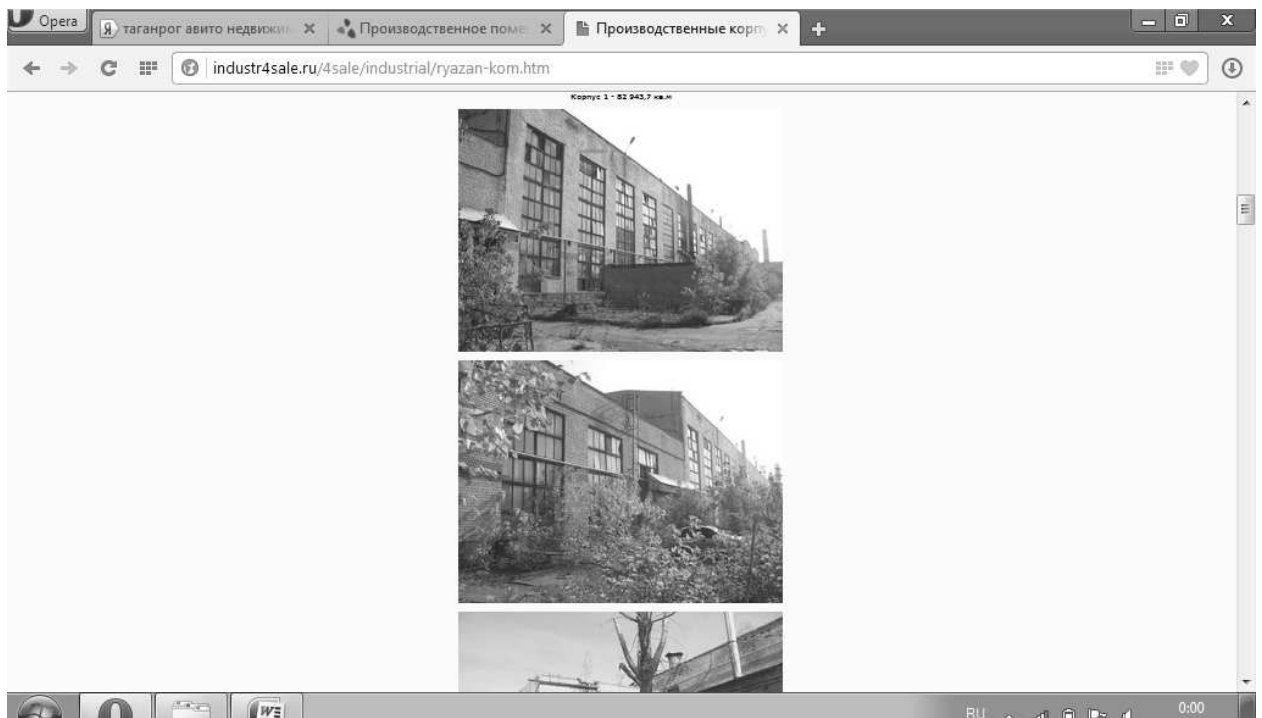 Opera
Я таганрог авито недвижи
Производственное поме
Производственные корп
industr4sale.ru/4sale/industrial/ryazan-kom.htm
Корпус 1 - 82 943,7 кв.м
RU
0:00